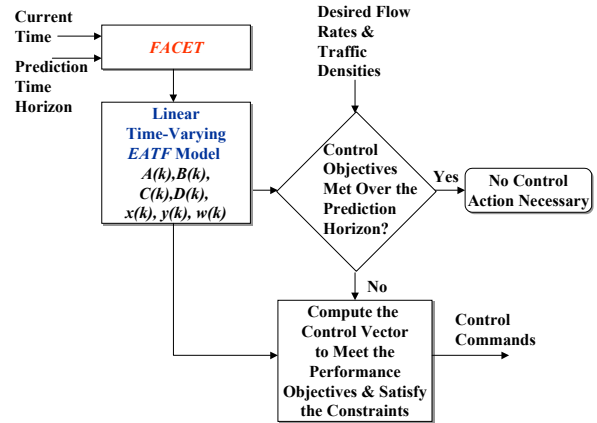 Current
Time
Prediction
Time
Horizon
FACET
Desired Flow
Rates &
Traffic
Densities
Linear
Time-Varying
EATF Model
A(k),B(k),
C(k),D(k),
x(k), y(k), w(k)
Control
Objectives
Met Over the
Prediction
Horizon?
Yes
No Control
Action Necessary
No
Compute the
Control Vector
to Meet the
Performance
Objectives & Satisfy
the Constraints
Control
Commands